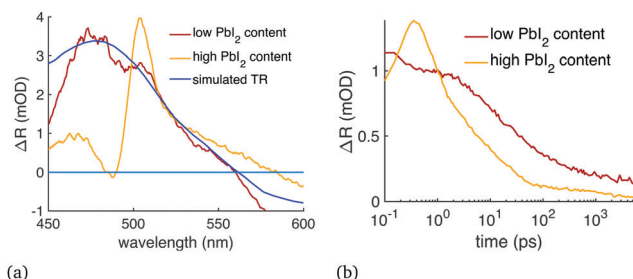 ΔR (mOD)
4
3
2
1
0
-1
450
500
550
600
wavelength (nm)
low PbI₂ content
high PbI₂ content
simulated TR
(a)
ΔR (mOD)
1
0.5
0
10⁻¹
10⁰
10¹
10²
10³
time (ps)
low PbI₂ content
high PbI₂ content
(b)